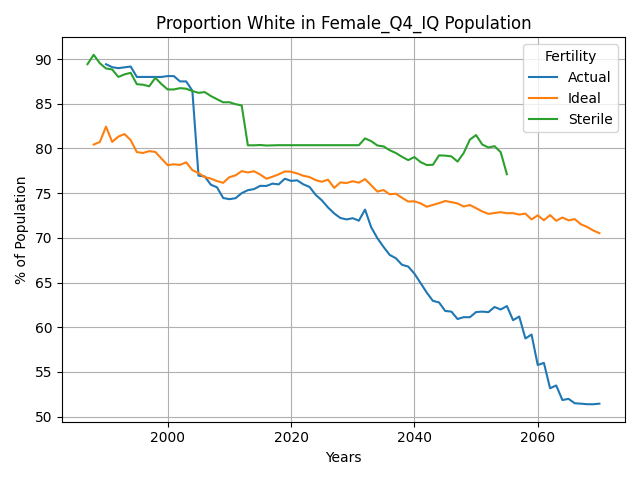 Proportion White in Female_Q4_IQ Population
% of Population
90
85
80
75
70
65
60
55
50
Fertility
Actual
Ideal
Sterile
2000
2020
2040
2060
Years